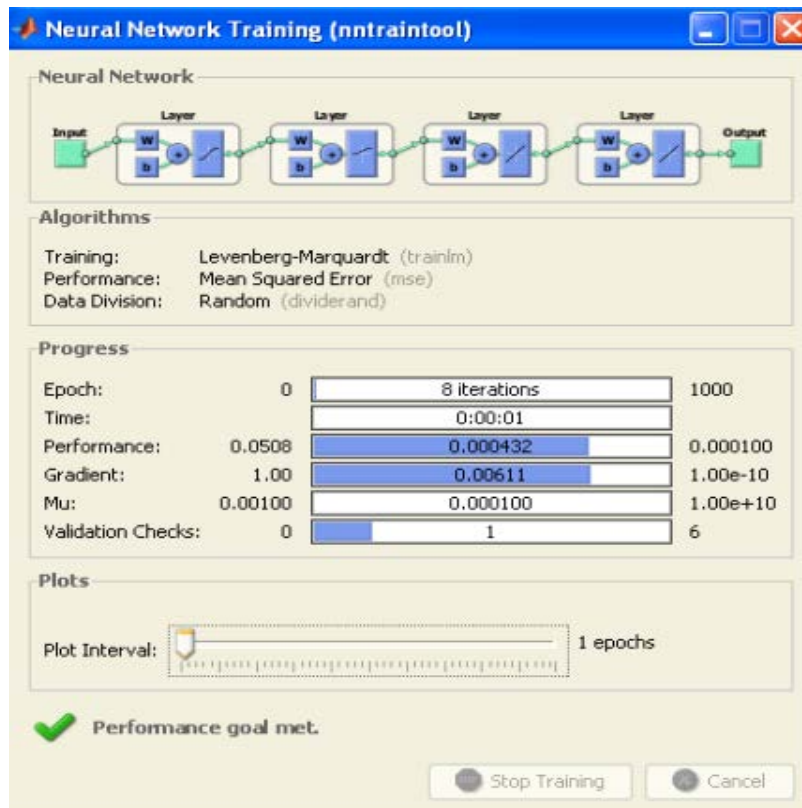 Neural Network Training (nntraintool)
Neural Network
Layer Layer Layer Layer
Input Output
W W W W
b b b b
+ + + +
Algorithms
Training: Levenberg-Marquardt (trainlm)
Performance: Mean Squared Error (mse)
Data Division: Random (dividerand)
Progress
Epoch: 0 8 iterations 1000
Time: 0:00:01
Performance: 0.0508 0.000432 0.000100
Gradient: 1.00 0.00611 1.00e-10
Mu: 0.00100 0.000100 1.00e+10
Validation Checks: 0 1 6
Plots
Plot Interval: 1 epochs
Performance goal met.
Stop Training Cancel